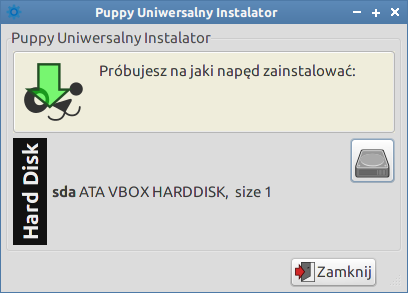 Puppy Uniwersalny Instalator
Puppy Uniwersalny Instalator
Próbujesz na jaki napęd zainstalować:
Hard Disk
sda ATA VBOX HARDDISK, size 1
Zamknij